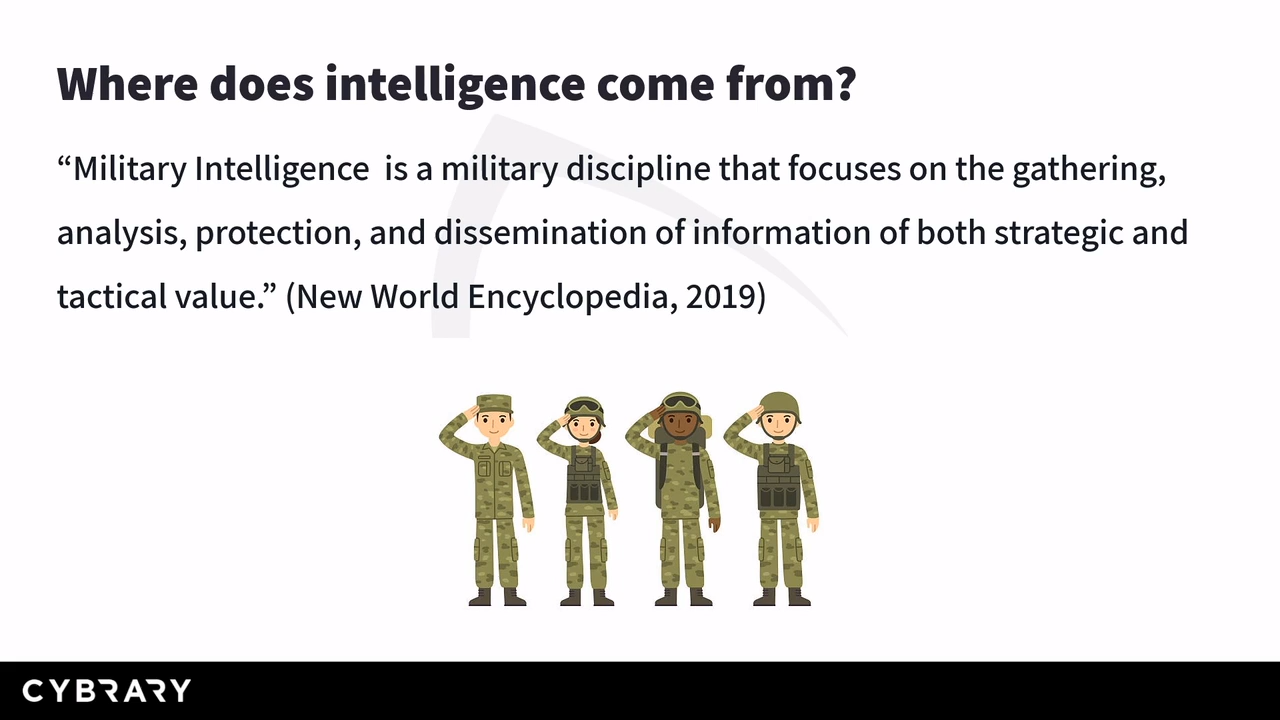 Where does intelligence come from?
“Military Intelligence  is a military discipline that focuses on the gathering,
analysis, protection, and dissemination of information of both strategic and
tactical value.” (New World Encyclopedia, 2019)
CYBRARY